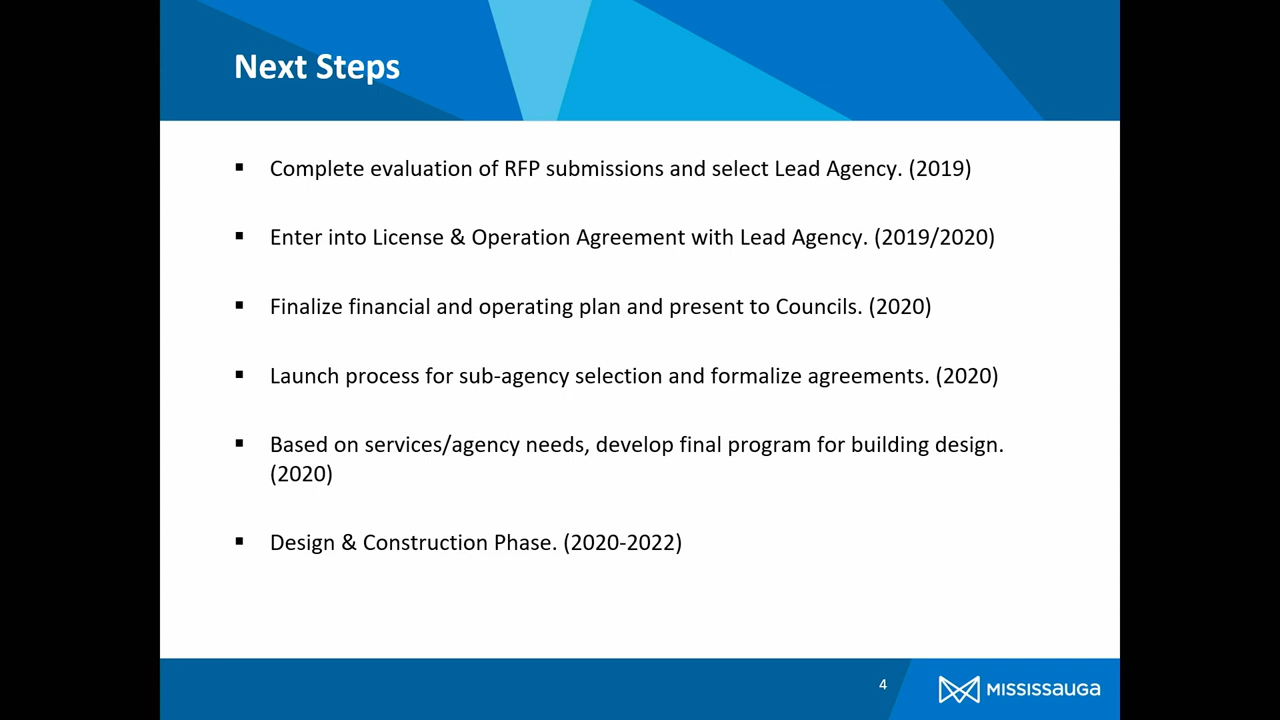 Next Steps
▪ Complete evaluation of RFP submissions and select Lead Agency. (2019)
▪ Enter into License & Operation Agreement with Lead Agency. (2019/2020)
▪ Finalize financial and operating plan and present to Councils. (2020)
▪ Launch process for sub-agency selection and formalize agreements. (2020)
▪ Based on services/agency needs, develop final program for building design.
(2020)
▪ Design & Construction Phase. (2020-2022)
4
MISSISSAUGA